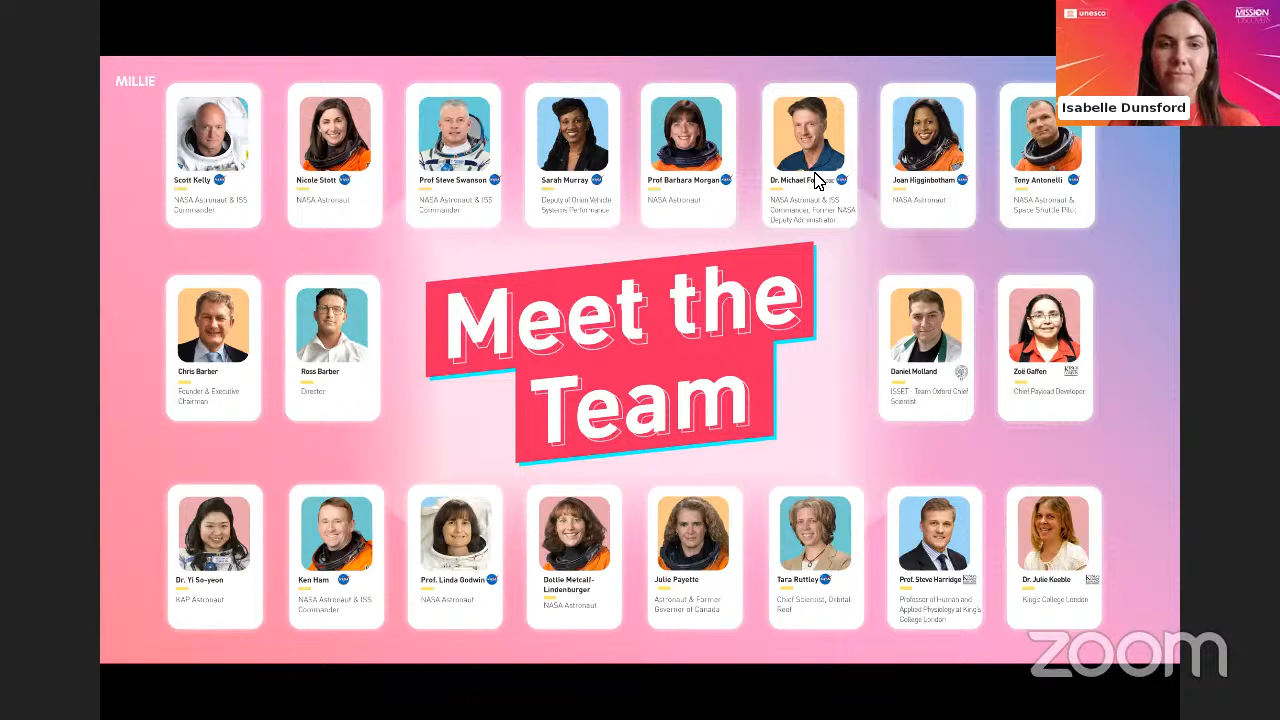 unesco
MISSION
DISCOVERY
Isabelle Dunsford
MILLIE
Scott Kelly
NASA Astronaut & ISS
Commander
Nicole Stott
NASA Astronaut
Prof Steve Swanson
NASA Astronaut & ISS
Commander
Sarah Murray
Deputy of Orion Vehicle
Systems Performance
Prof Barbara Morgan
NASA Astronaut
Dr. Michael
NASA Astronaut & ISS
Commander, Former NASA
Deputy Administrator
Joan Higginbotham
NASA Astronaut
Tony Antonelli
NASA Astronaut &
Space Shuttle Pilot
Chris Barber
Founder & Executive
Chairman
Ross Barber
Director
Meet the
Team
Daniel Molland
ISSET - Team Oxford Chief
Scientist
Zoë Gaffen
Chief Payload Developer
Dr. Yi So-yeon
KAP Astronaut
Ken Ham
NASA Astronaut & ISS
Commander
Prof. Linda Godwin
NASA Astronaut
Dottie Metcalf-
Lindenburger
NASA Astronaut
Julie Payette
Astronaut & Former
Governor of Canada
Tara Ruttley
Chief Scientist, Orbital
Reef
Prof. Steve Harridge
Professor of Human and
Applied Physiology at King's
College London
Dr. Julie Keeble
King's College London
zoom